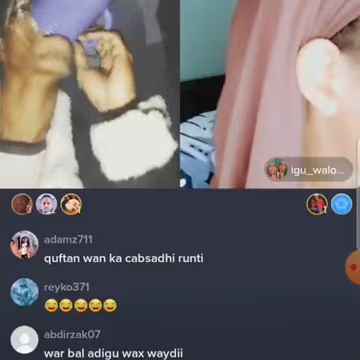 igu_walo...
adamz711
quftan wan ka cabsadhi runti
reyko371
😂😂😂😂😂
abdirzak07
war bal adigu wax waydii